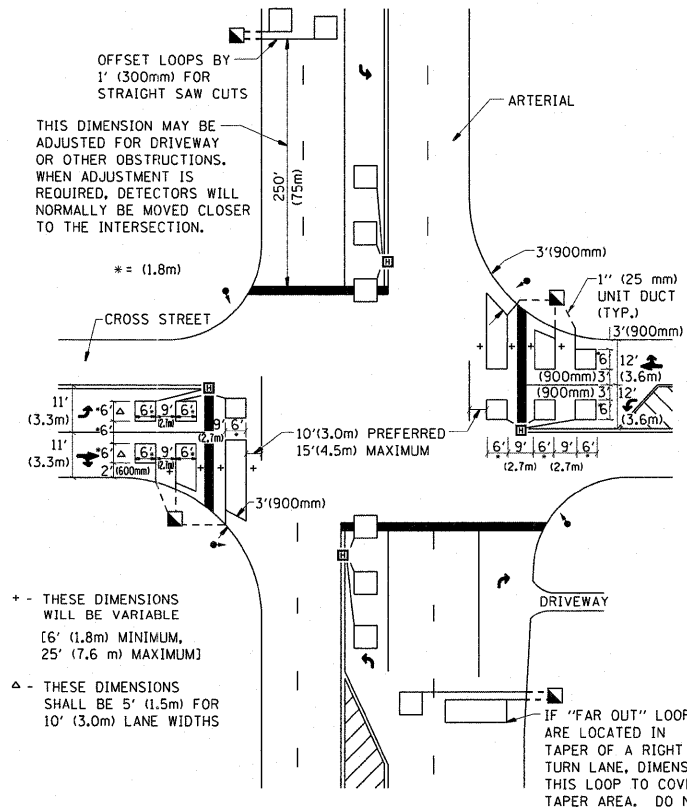 OFFSET LOOPS BY
1' (300mm) FOR
STRAIGHT SAW CUTS
ARTERIAL
THIS DIMENSION MAY BE
ADJUSTED FOR DRIVEWAY
OR OTHER OBSTRUCTIONS.
WHEN ADJUSTMENT IS
REQUIRED, DETECTORS WILL
NORMALLY BE MOVED CLOSER
TO THE INTERSECTION.
250'
(75m)
* = (1.8m)
H
3'(900mm)
1" (25 mm)
UNIT DUCT
(TYP.)
CROSS STREET
3'(900mm)
+ + + +
*6' 12'
(900mm)3' (3.6m)
(900mm)3' 12'
*6'
(3.6m)
H
H
11'
(3.3m)
*6' △ 6' 9' 6'
(2.7m)
*6'
9' 6'
(2.7m) *
11'
(3.3m)
*6' △ 6' 9' 6'
(2.7m)
2' (600mm)
+ + +
10'(3.0m) PREFERRED
15'(4.5m) MAXIMUM
6' 9' 6' 9' 6'
* (2.7m) * (2.7m) *
3'(900mm)
H
+ - THESE DIMENSIONS
WILL BE VARIABLE
[6' (1.8m) MINIMUM,
25' (7.6 m) MAXIMUM]
DRIVEWAY
△ - THESE DIMENSIONS
SHALL BE 5' (1.5m) FOR
10' (3.0m) LANE WIDTHS
IF "FAR OUT" LOOP
ARE LOCATED IN
TAPER OF A RIGHT
TURN LANE, DIMENS
THIS LOOP TO COV
TAPER AREA. DO N